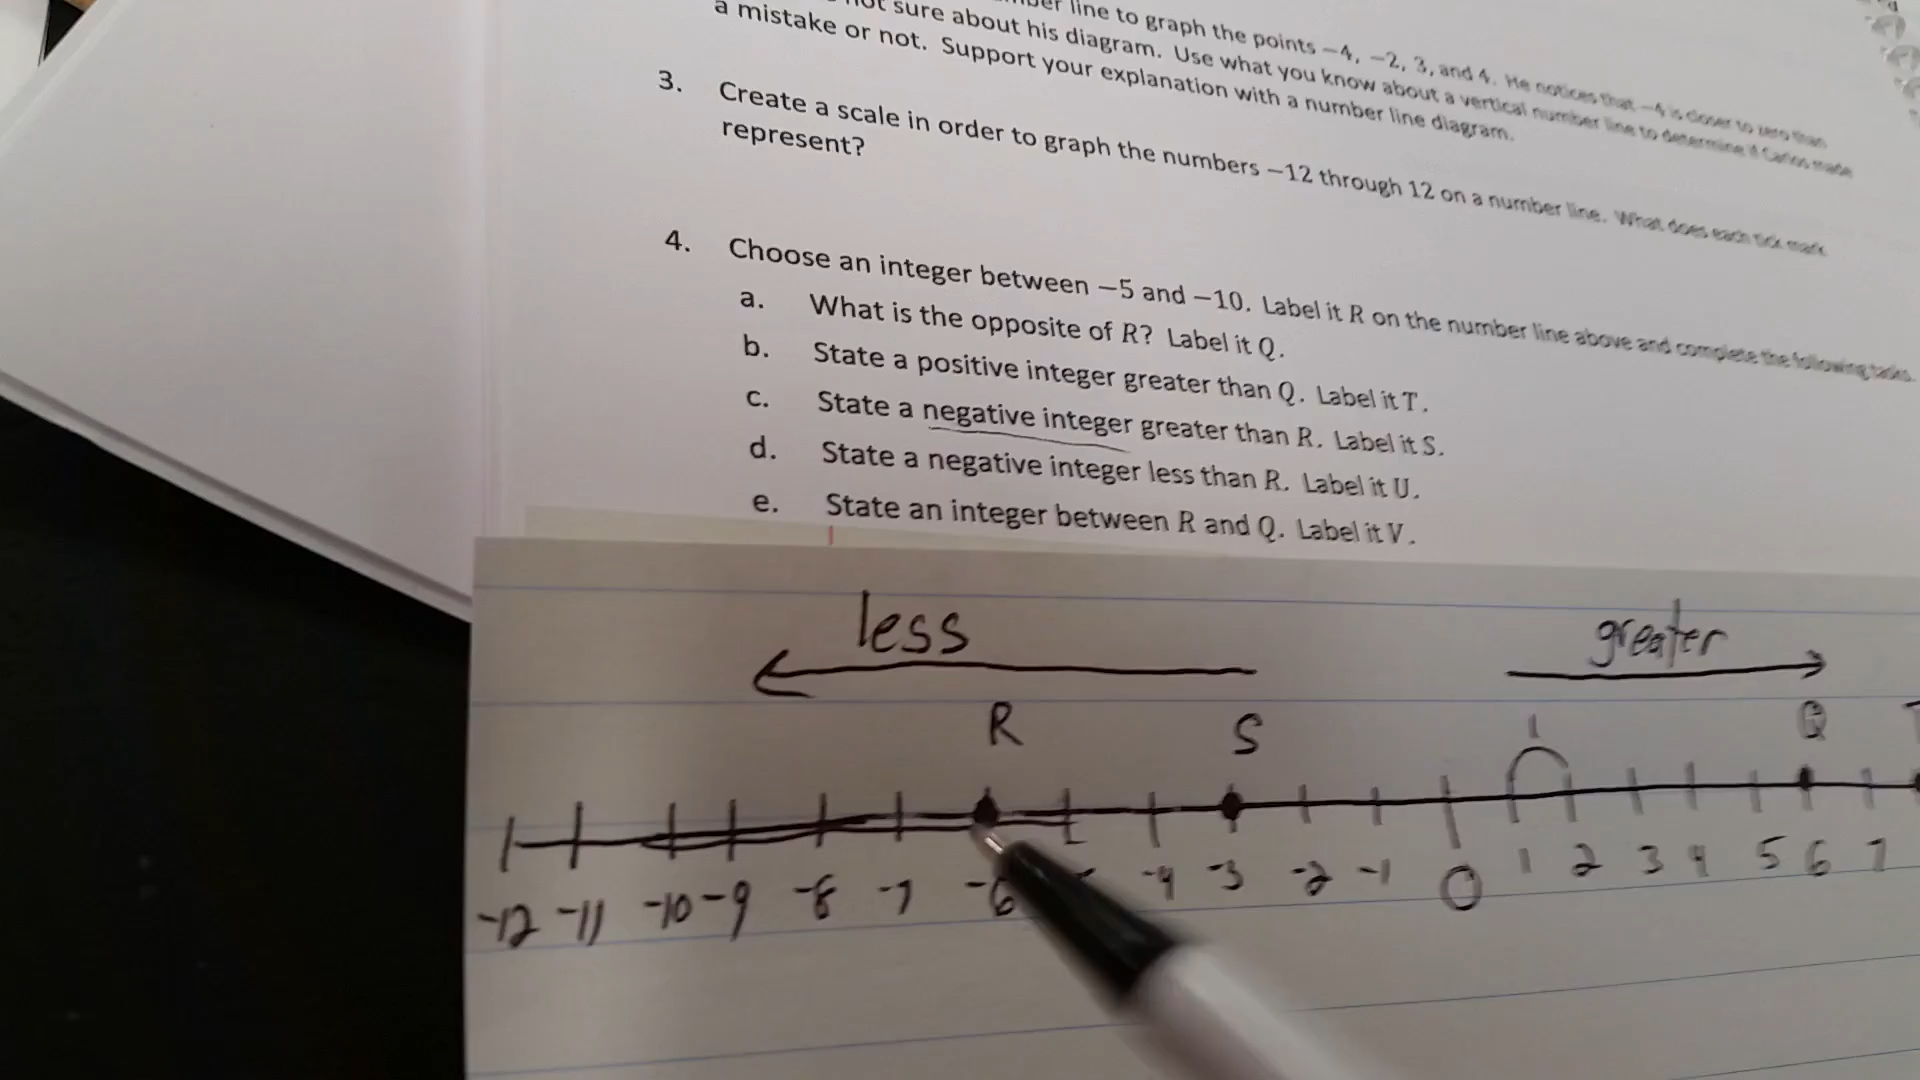 line to graph the points −4, −2, 3, and 4. He notices that −4 is closer to zero than
sure about his diagram. Use what you know about a vertical number line to determine if Carlos made
a mistake or not. Support your explanation with a number line diagram.
3. Create a scale in order to graph the numbers −12 through 12 on a number line. What does each tick mark
represent?
4. Choose an integer between −5 and −10. Label it R on the number line above and complete the following tasks.
a. What is the opposite of R? Label it Q.
b. State a positive integer greater than Q. Label it T.
c. State a negative integer greater than R. Label it S.
d. State a negative integer less than R. Label it U.
e. State an integer between R and Q. Label it V.
less greater
R S 1 Q
-12 -11 -10 -9 -8 -7 -6 -4 -3 -2 -1 0 1 2 3 4 5 6 7